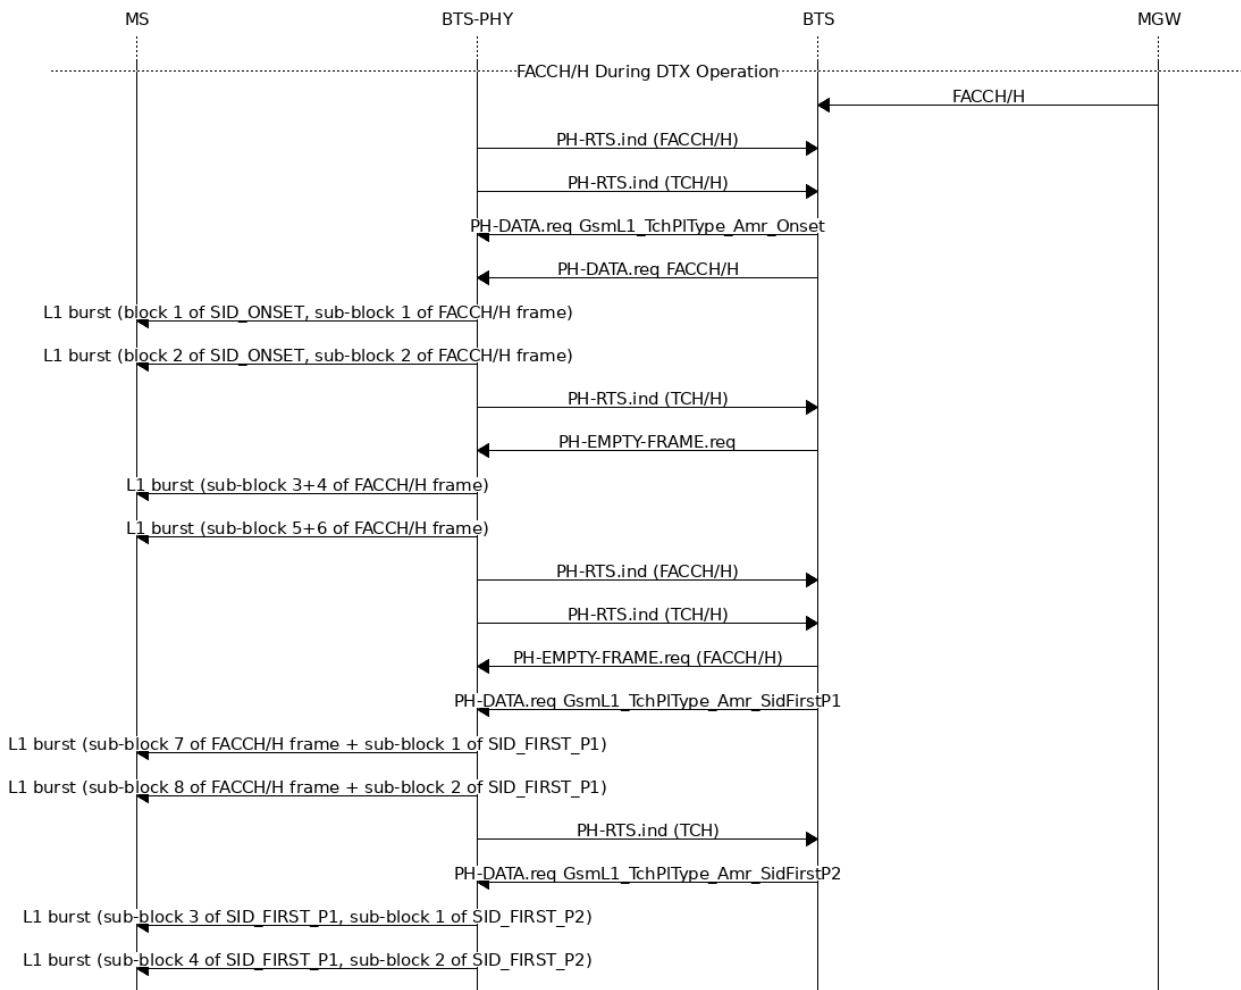 MS BTS-PHY BTS MGW
FACCH/H During DTX Operation
FACCH/H
PH-RTS.ind (FACCH/H)
PH-RTS.ind (TCH/H)
PH-DATA.req GsmL1_TchPlType_Amr_Onset
PH-DATA.req FACCH/H
L1 burst (block 1 of SID_ONSET, sub-block 1 of FACCH/H frame)
L1 burst (block 2 of SID_ONSET, sub-block 2 of FACCH/H frame)
PH-RTS.ind (TCH/H)
PH-EMPTY-FRAME.req
L1 burst (sub-block 3+4 of FACCH/H frame)
L1 burst (sub-block 5+6 of FACCH/H frame)
PH-RTS.ind (FACCH/H)
PH-RTS.ind (TCH/H)
PH-EMPTY-FRAME.req (FACCH/H)
PH-DATA.req GsmL1_TchPlType_Amr_SidFirstP1
L1 burst (sub-block 7 of FACCH/H frame + sub-block 1 of SID_FIRST_P1)
L1 burst (sub-block 8 of FACCH/H frame + sub-block 2 of SID_FIRST_P1)
PH-RTS.ind (TCH)
PH-DATA.req GsmL1_TchPlType_Amr_SidFirstP2
L1 burst (sub-block 3 of SID_FIRST_P1, sub-block 1 of SID_FIRST_P2)
L1 burst (sub-block 4 of SID_FIRST_P1, sub-block 2 of SID_FIRST_P2)